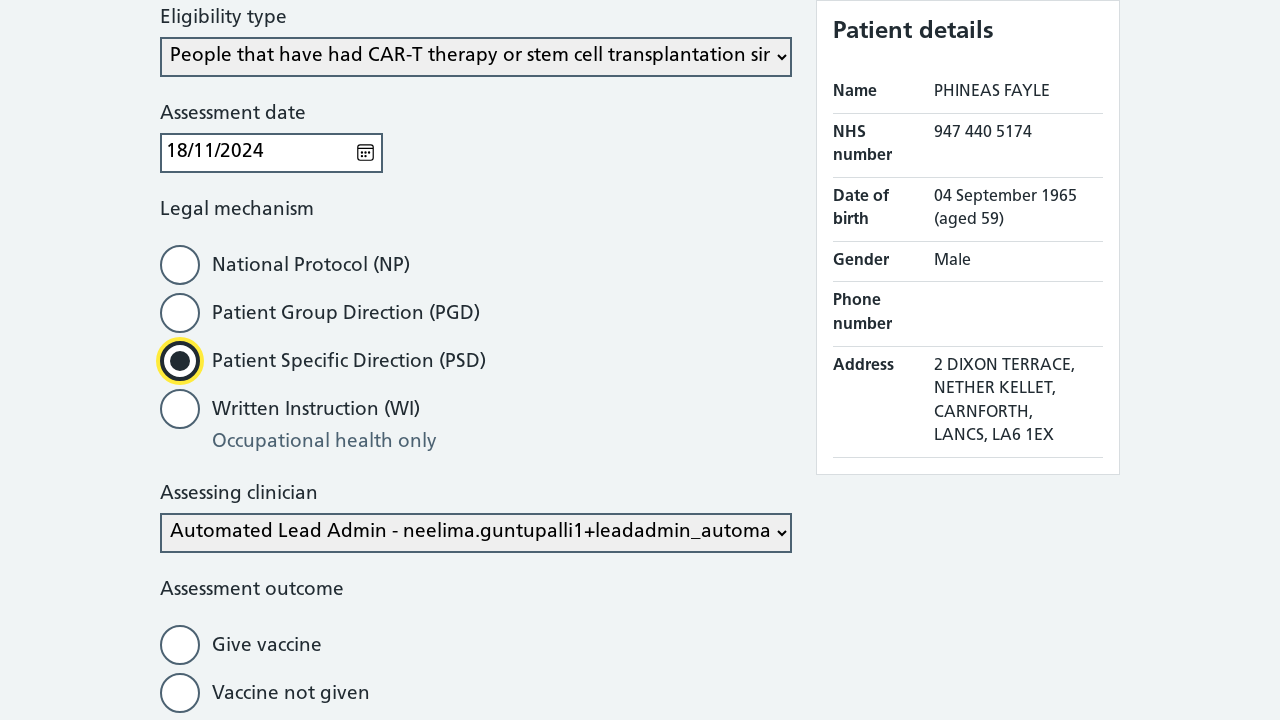 Eligibility type
People that have had CAR-T therapy or stem cell transplantation sin
Assessment date
18/11/2024
Legal mechanism
National Protocol (NP)
Patient Group Direction (PGD)
Patient Specific Direction (PSD)
Written Instruction (WI)
Occupational health only
Assessing clinician
Automated Lead Admin - neelima.guntupalli1+leadadmin_automa
Assessment outcome
Give vaccine
Vaccine not given
Patient details
Name PHINEAS FAYLE
NHS number 947 440 5174
Date of birth 04 September 1965
(aged 59)
Gender Male
Phone number
Address 2 DIXON TERRACE,
NETHER KELLET,
CARNFORTH,
LANCS, LA6 1EX